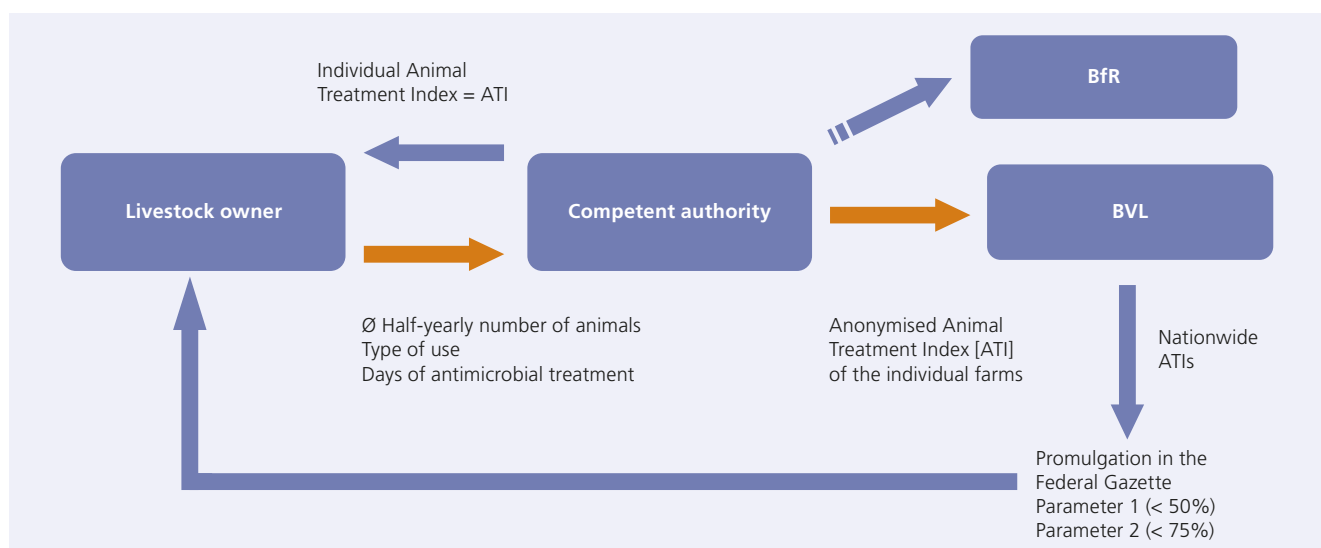 Individual Animal
Treatment Index = ATI
BfR
Livestock owner
Competent authority
BVL
Ø Half-yearly number of animals
Type of use
Days of antimicrobial treatment
Anonymised Animal
Treatment Index [ATI]
of the individual farms
Nationwide
ATIs
Promulgation in the
Federal Gazette
Parameter 1 (< 50%)
Parameter 2 (< 75%)